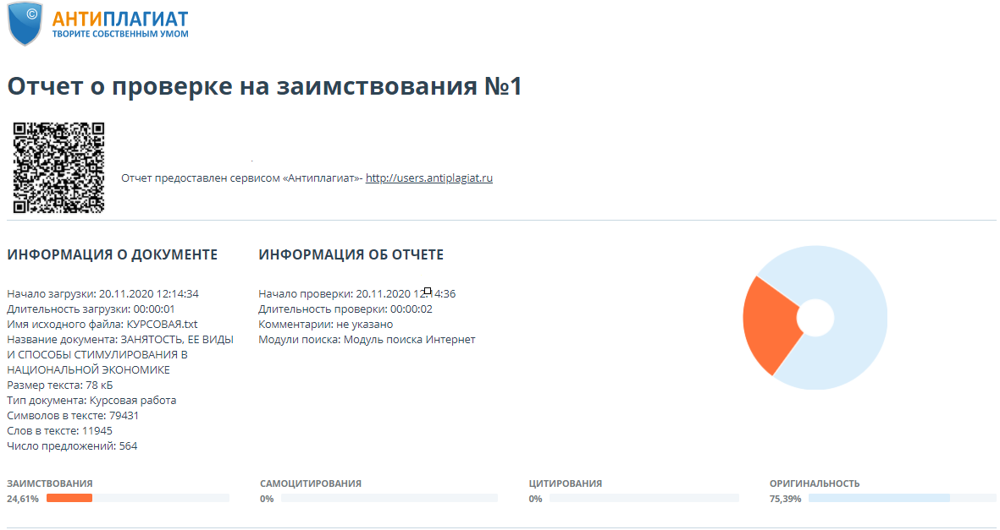 ©
АНТИПЛАГИАТ
ТВОРИТЕ СОБСТВЕННЫМ УМОМ
Отчет о проверке на заимствования №1
Отчет предоставлен сервисом «Антиплагиат»- http://users.antiplagiat.ru
ИНФОРМАЦИЯ О ДОКУМЕНТЕ
Начало загрузки: 20.11.2020 12:14:34
Длительность загрузки: 00:00:01
Имя исходного файла: КУРСОВАЯ.txt
Название документа: ЗАНЯТОСТЬ, ЕЕ ВИДЫ
И СПОСОБЫ СТИМУЛИРОВАНИЯ В
НАЦИОНАЛЬНОЙ ЭКОНОМИКЕ
Размер текста: 78 кБ
Тип документа: Курсовая работа
Символов в тексте: 79431
Слов в тексте: 11945
Число предложений: 564
ИНФОРМАЦИЯ ОБ ОТЧЕТЕ
Начало проверки: 20.11.2020 12:14:36
Длительность проверки: 00:00:02
Комментарии: не указано
Модули поиска: Модуль поиска Интернет
ЗАИМСТВОВАНИЯ
24,61%
САМОЦИТИРОВАНИЯ
0%
ЦИТИРОВАНИЯ
0%
ОРИГИНАЛЬНОСТЬ
75,39%